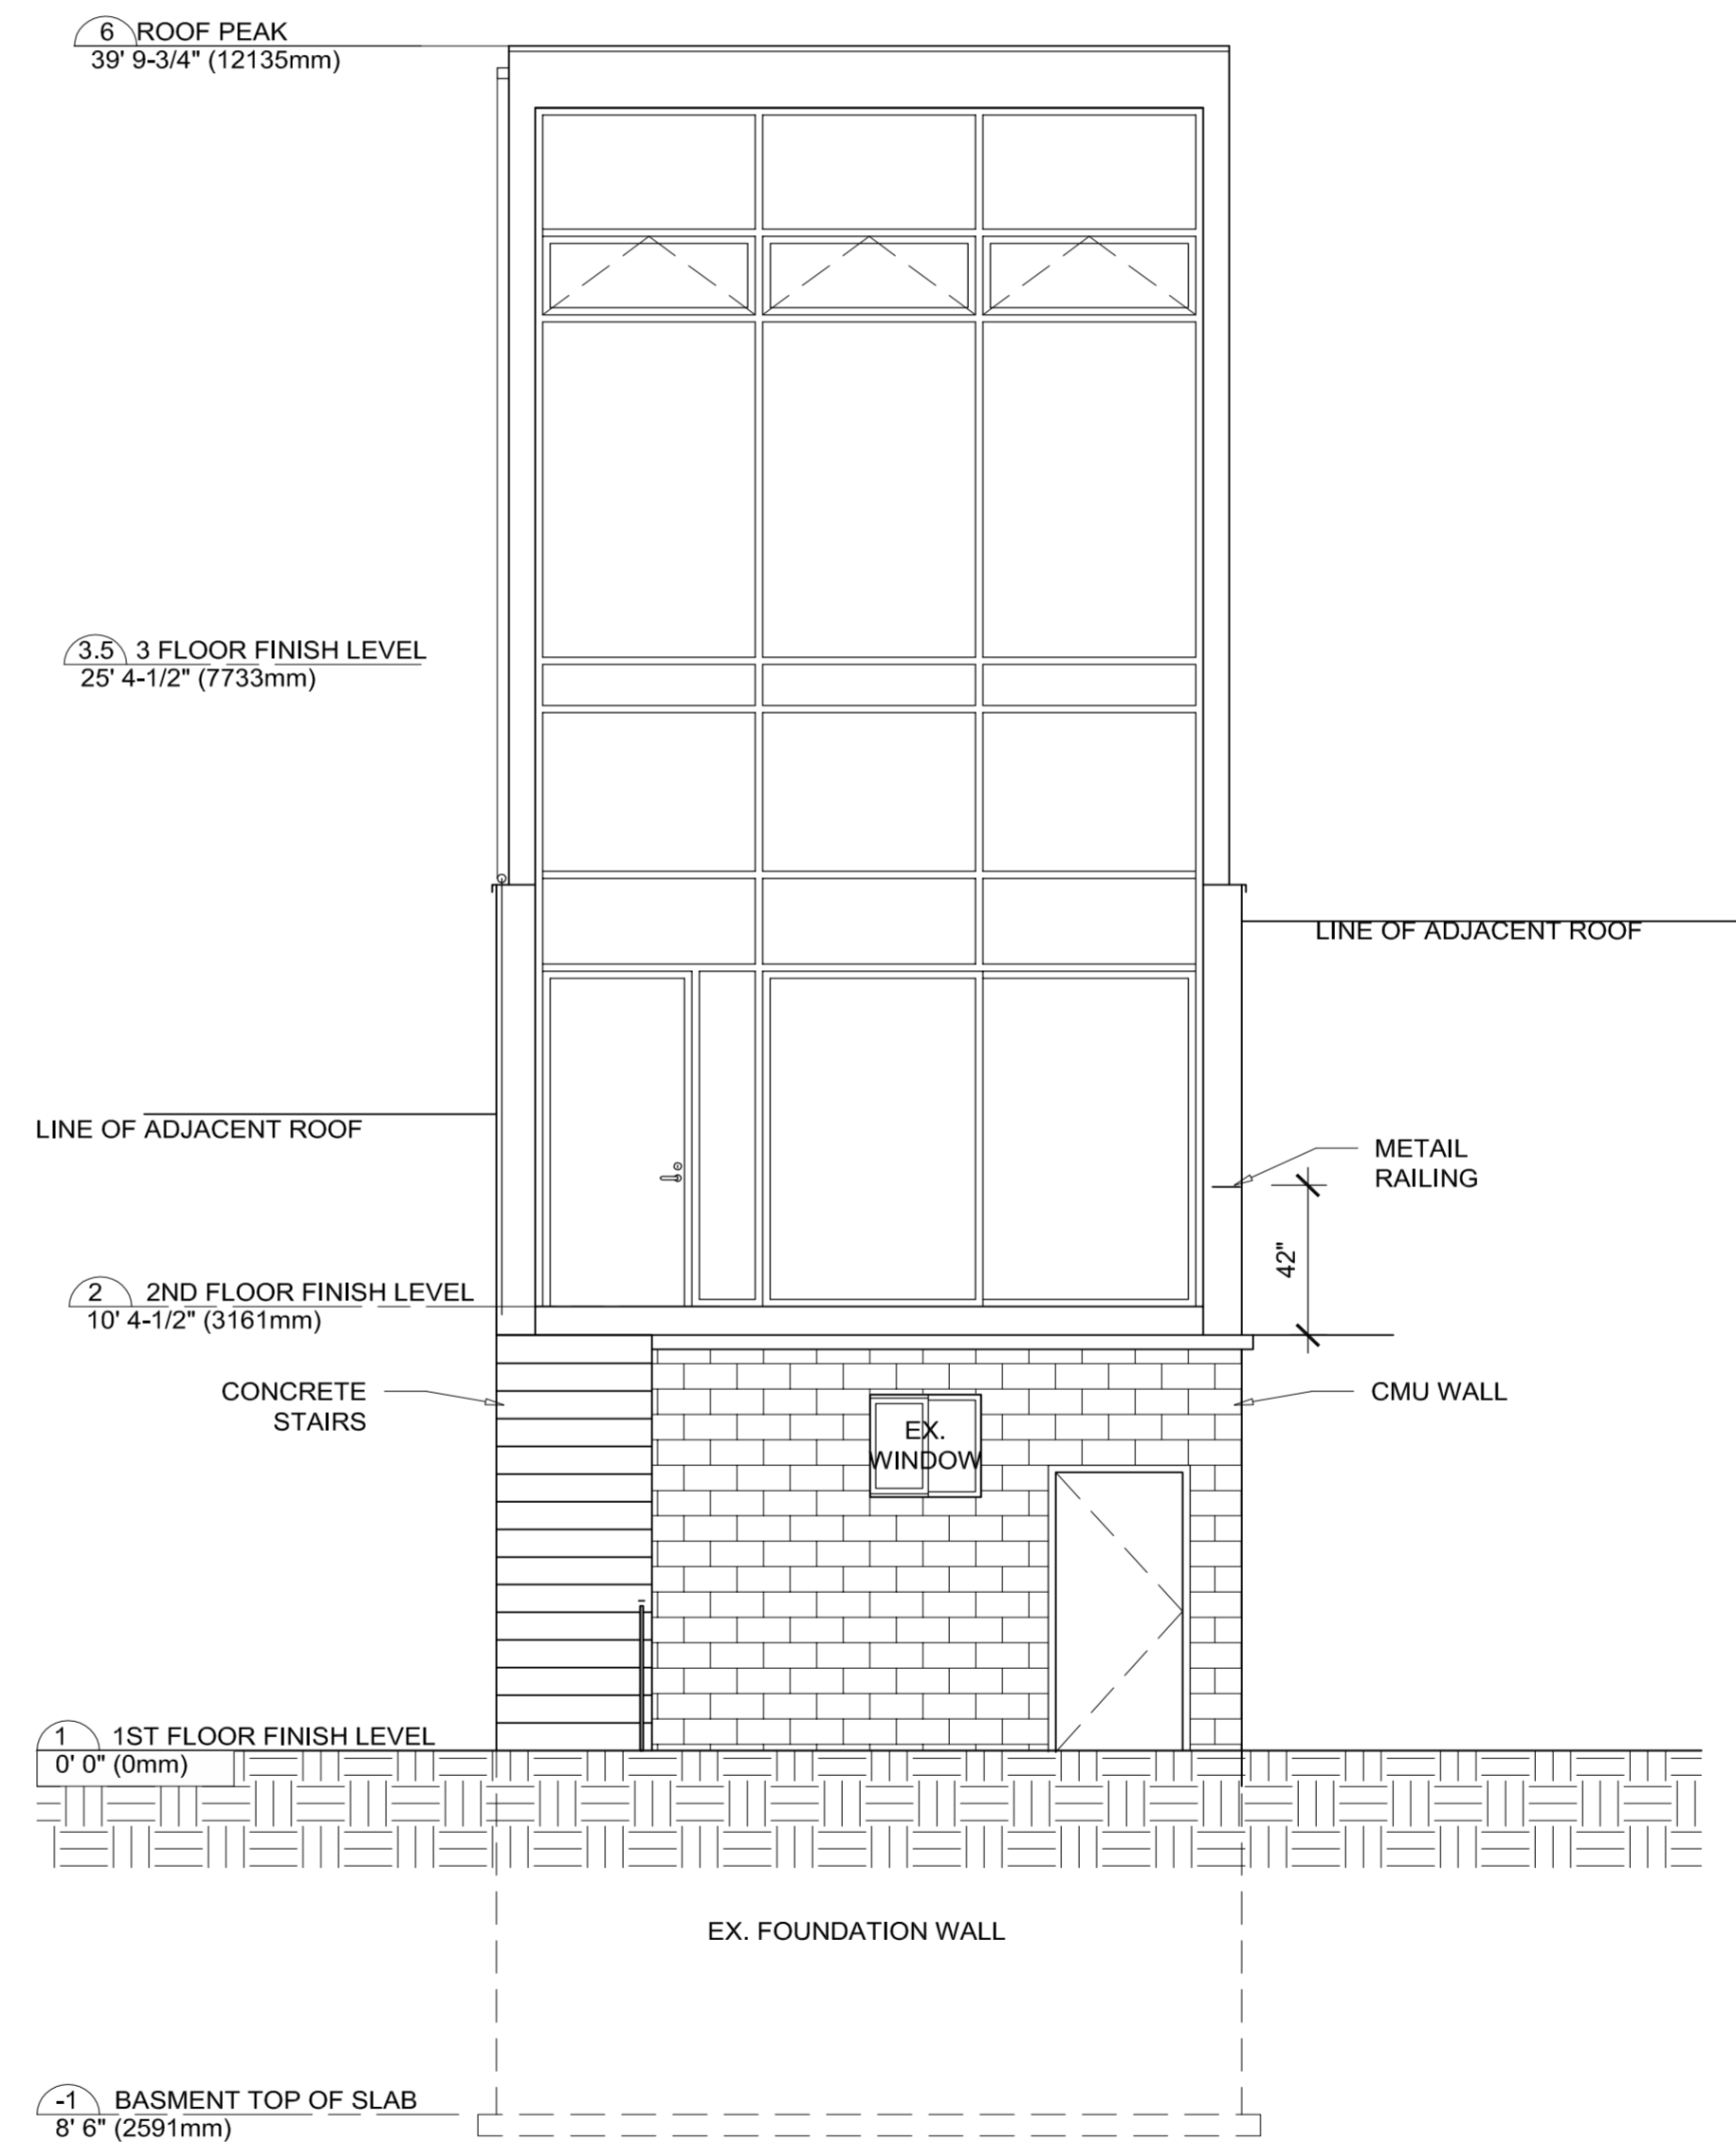 6 ROOF PEAK
39' 9-3/4" (12135mm)
3.5 3 FLOOR FINISH LEVEL
25' 4-1/2" (7733mm)
LINE OF ADJACENT ROOF
LINE OF ADJACENT ROOF
METAIL
RAILING
42"
2 2ND FLOOR FINISH LEVEL
10' 4-1/2" (3161mm)
CONCRETE
STAIRS
EX.
WINDOW
CMU WALL
1 1ST FLOOR FINISH LEVEL
0' 0" (0mm)
EX. FOUNDATION WALL
-1 BASMENT TOP OF SLAB
8' 6" (2591mm)